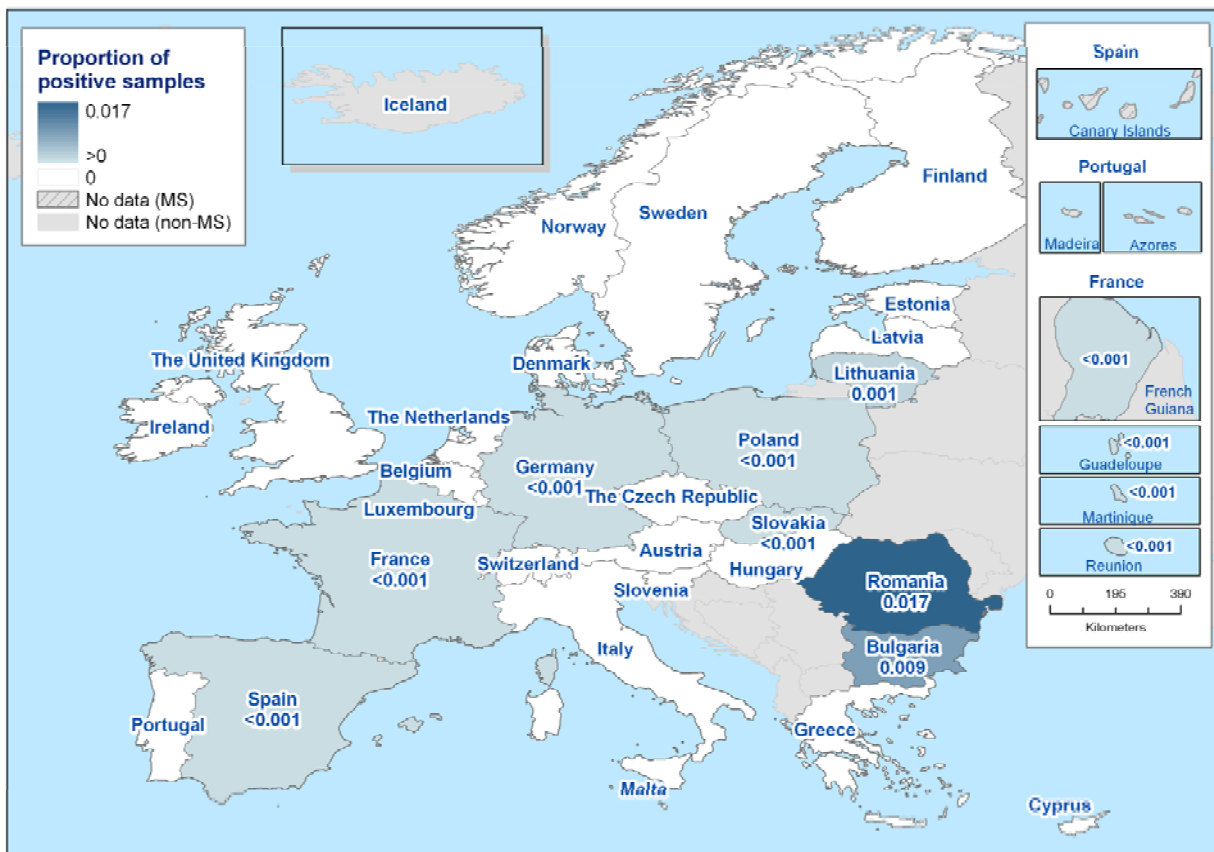 Proportion of
positive samples
0.017
>0
0
No data (MS)
No data (non-MS)
Iceland
Norway
Sweden
Finland
Estonia
Latvia
Lithuania
0.001
Denmark
The United Kingdom
Ireland
The Netherlands
Belgium
Luxembourg
Germany
<0.001
Poland
<0.001
The Czech Republic
Slovakia
<0.001
France
<0.001
Switzerland
Austria
Hungary
Slovenia
Romania
0.017
Bulgaria
0.009
Italy
Spain
<0.001
Portugal
Greece
Malta
Cyprus
Spain
Canary Islands
Portugal
Madeira
Azores
France
<0.001
French
Guiana
<0.001
Guadeloupe
<0.001
Martinique
<0.001
Reunion
0 195 390
Kilometers